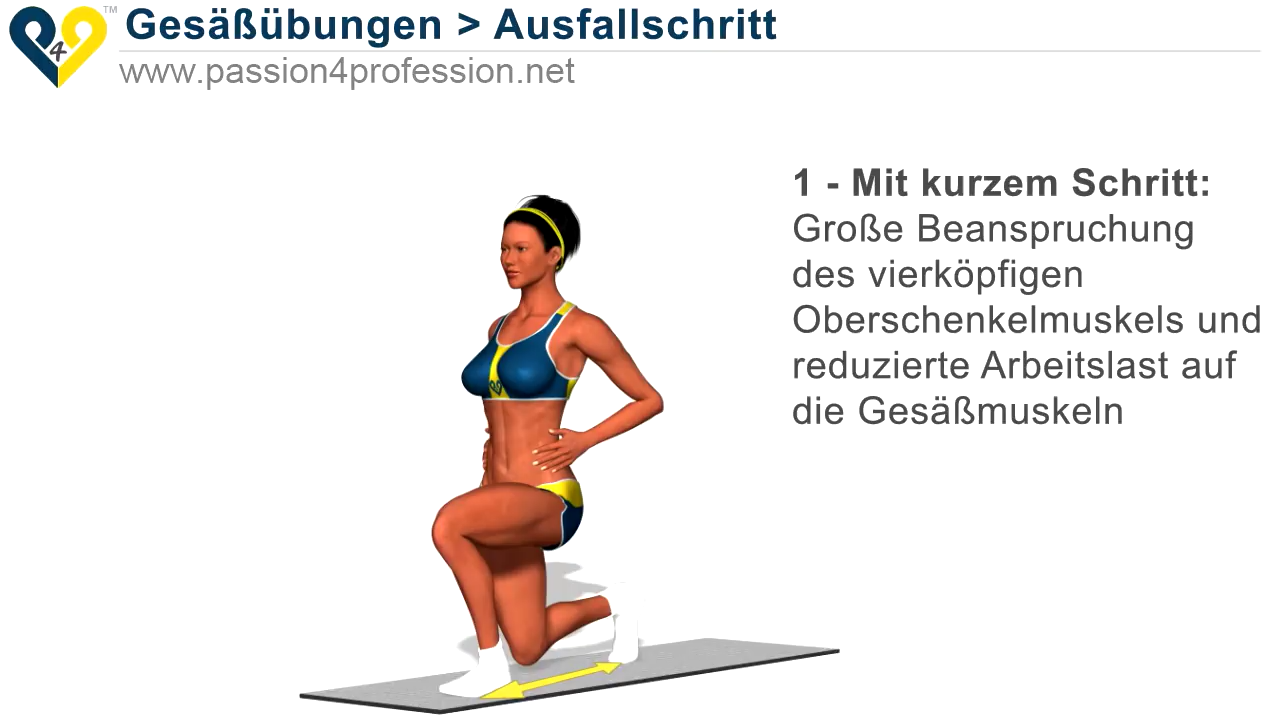 Gesäßübungen > Ausfallschritt
P4P™
www.passion4profession.net
1 - Mit kurzem Schritt:
Große Beanspruchung
des vierköpfigen
Oberschenkelmuskels und
reduzierte Arbeitslast auf
die Gesäßmuskeln